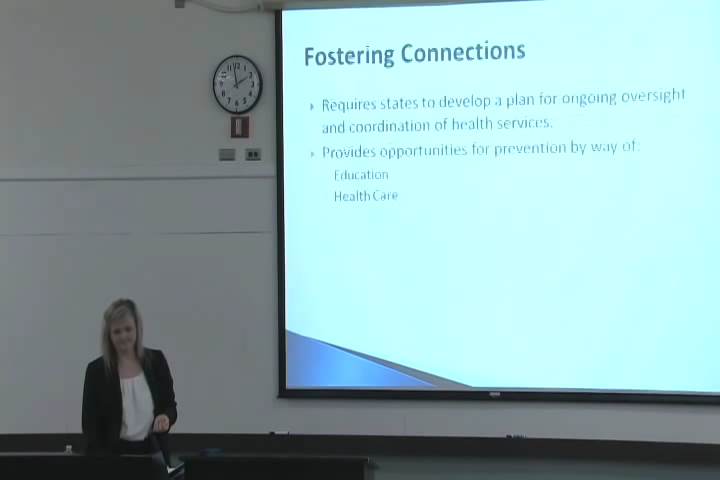 Fostering Connections
Requires states to develop a plan for ongoing oversight
and coordination of health services.
Provides opportunities for prevention by way of:
Education
Health Care